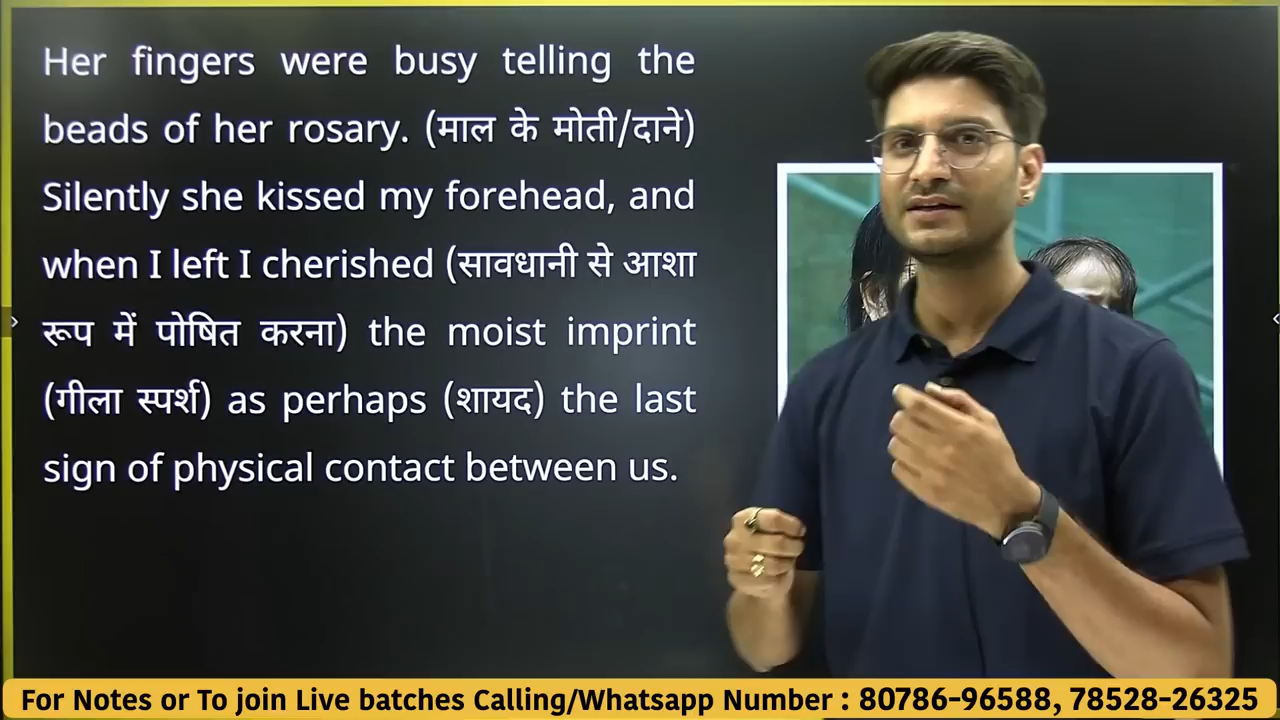 Her fingers were busy telling the
beads of her rosary. (माल के मोती/दाने)
Silently she kissed my forehead, and
when I left I cherished (सावधानी से आशा
रूप में पोषित करना) the moist imprint
(गीला स्पर्श) as perhaps (शायद) the last
sign of physical contact between us.
For Notes or To join Live batches Calling/Whatsapp Number : 80786-96588, 78528-26325